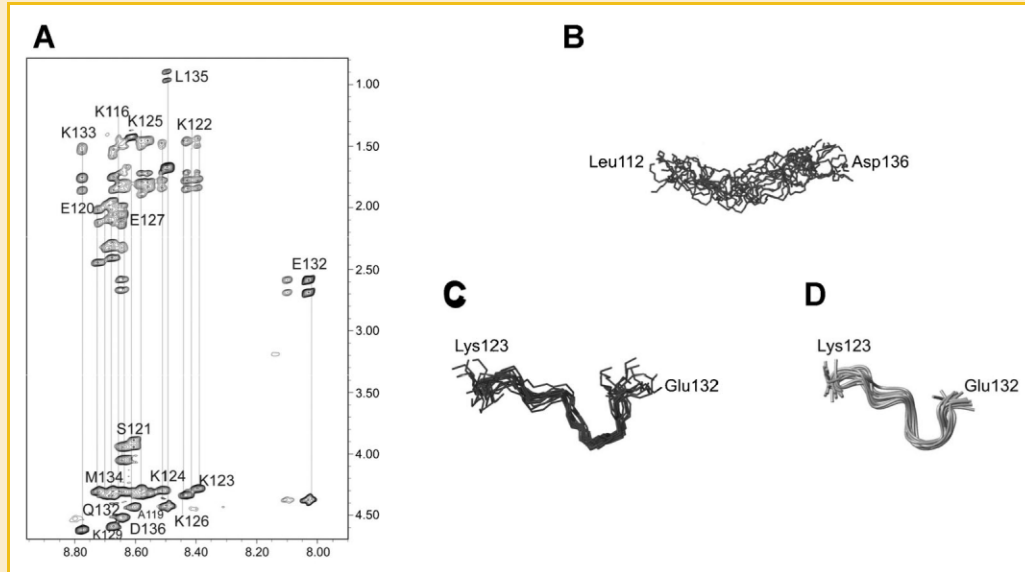 A
B
L135
K116
K125
K122
K133
E120
E127
E132
S121
M134
K124
K123
Q132
A119
K126
K129
D136
1.00
1.50
2.00
2.50
3.00
3.50
4.00
4.50
8.80
8.60
8.40
8.20
8.00
Leu112
Asp136
C
D
Lys123
Glu132
Lys123
Glu132